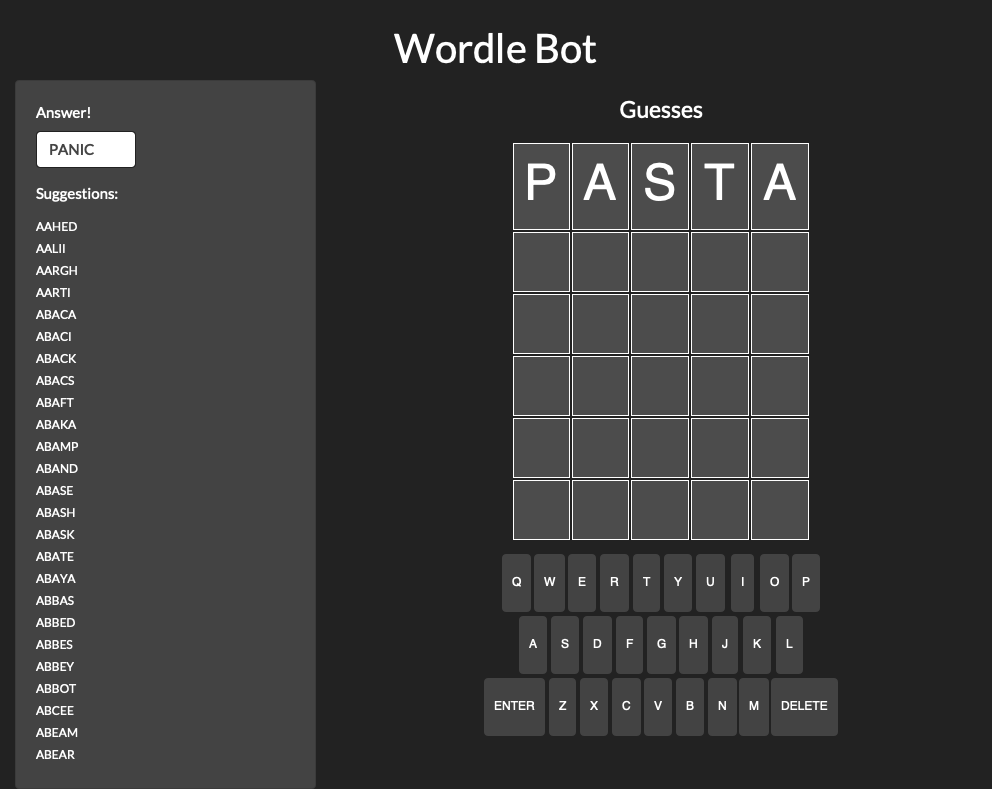 Wordle Bot
Answer!
PANIC
Suggestions:
AAHED
AALII
AARGH
AARTI
ABACA
ABACI
ABACK
ABACS
ABAFT
ABAKA
ABAMP
ABAND
ABASE
ABASH
ABASK
ABATE
ABAYA
ABBAS
ABBED
ABBES
ABBEY
ABBOT
ABCEE
ABEAM
ABEAR
Guesses
P A S T A
Q W E R T Y U I O P
A S D F G H J K L
ENTER Z X C V B N M DELETE